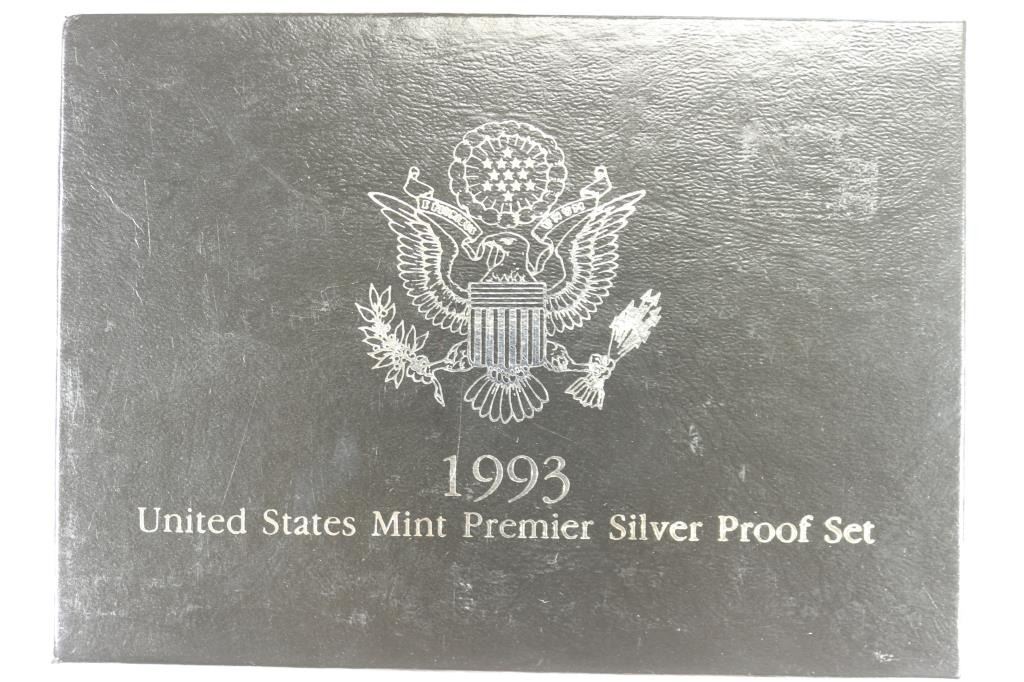 1993
United States Mint Premier Silver Proof Set